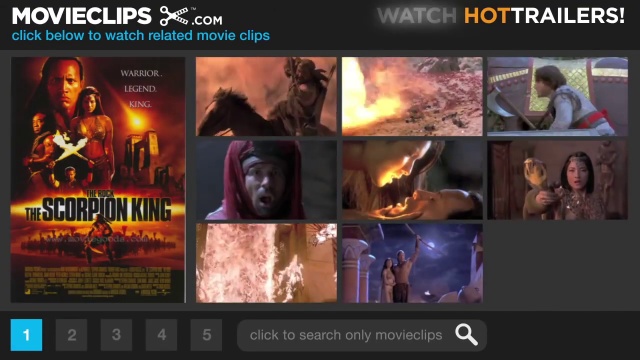 MOVIECLIPS .COM
WATCH HOTTRAILERS!
click below to watch related movie clips
WARRIOR.
LEGEND.
KING.
THE ROCK
THE SCORPION KING
1 2 3 4 5
click to search only movieclips